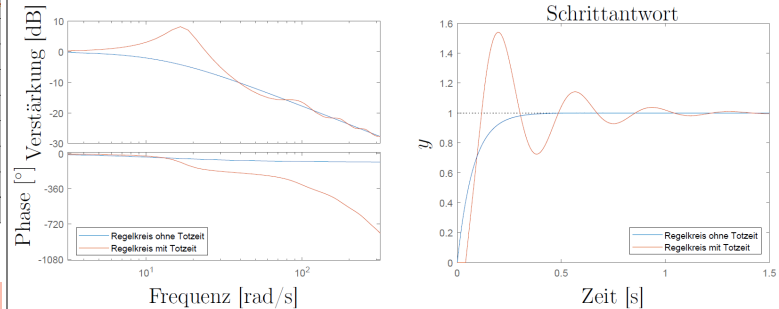 Verstärkung [dB]
10
0
-10
-20
-30
Phase [°]
0
-360
-720
-1080
Regelkreis ohne Totzeit
Regelkreis mit Totzeit
10¹
10²
Frequenz [rad/s]
Schrittantwort
y
1.6
1.4
1.2
1
0.8
0.6
0.4
0.2
0
Regelkreis ohne Totzeit
Regelkreis mit Totzeit
0
0.5
1
1.5
Zeit [s]